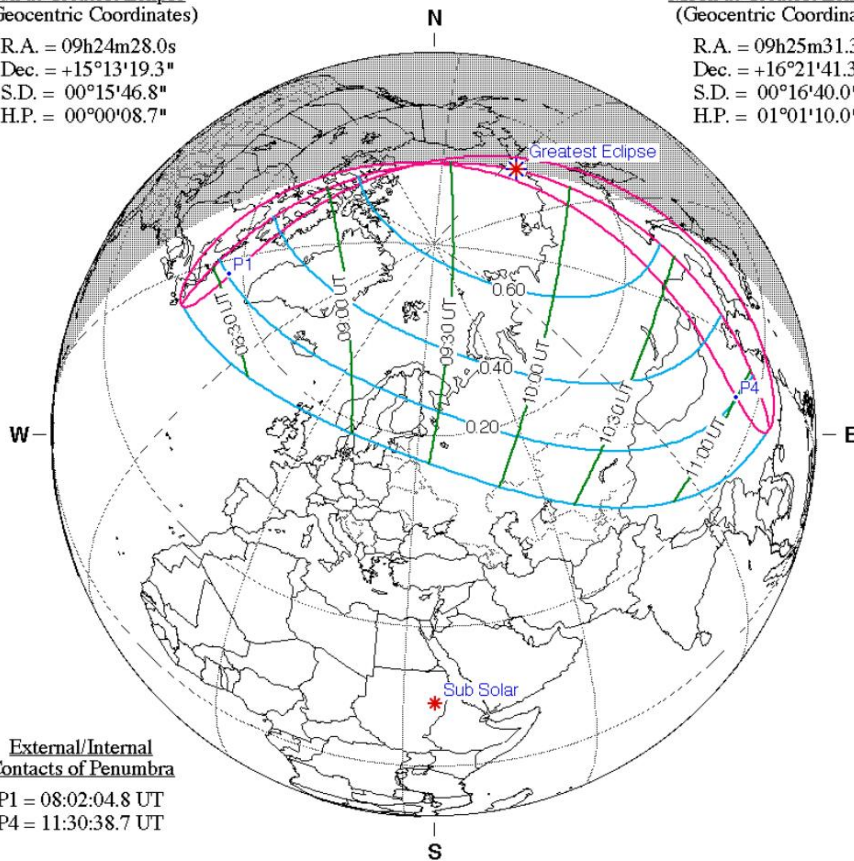 Geocentric Coordinates)
R.A. = 09h24m28.0s
Dec. = +15°13'19.3"
S.D. = 00°15'46.8"
H.P. = 00°00'08.7"
N
(Geocentric Coordina
R.A. = 09h25m31.3
Dec. = +16°21'41.3
S.D. = 00°16'40.0
H.P. = 01°01'10.0
Greatest Eclipse
P1
08:30 UT
09:00 UT
09:30 UT
10:00 UT
10:30 UT
11:00 UT
0.60
0.40
0.20
P4
W
E
Sub Solar
External/Internal
Contacts of Penumbra
P1 = 08:02:04.8 UT
P4 = 11:30:38.7 UT
S